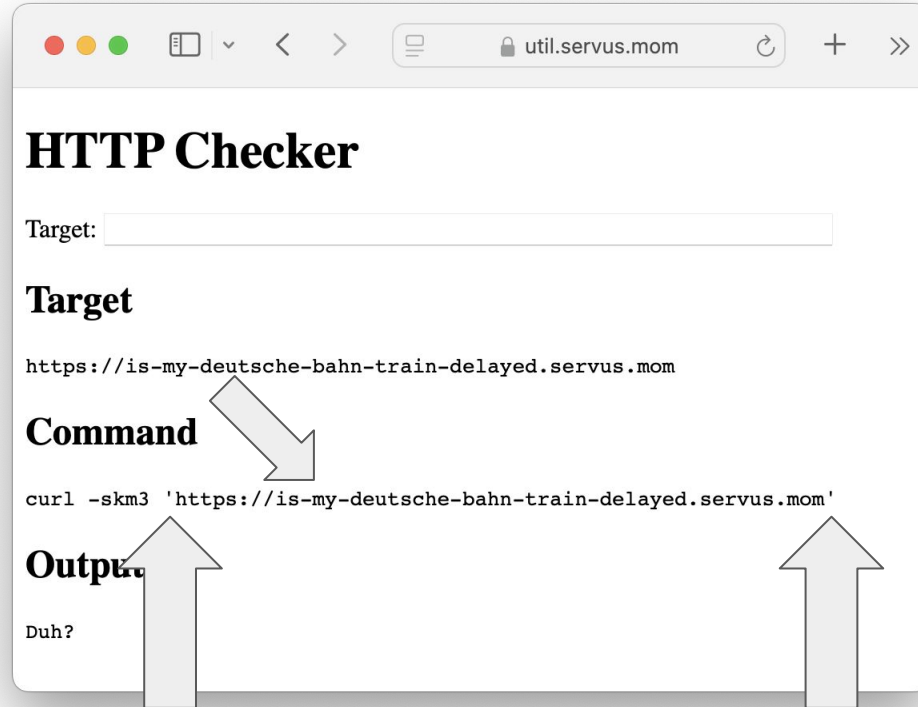 util.servus.mom
HTTP Checker
Target:
Target
https://is-my-deutsche-bahn-train-delayed.servus.mom
Command
curl -skm3 'https://is-my-deutsche-bahn-train-delayed.servus.mom'
Output
Duh?